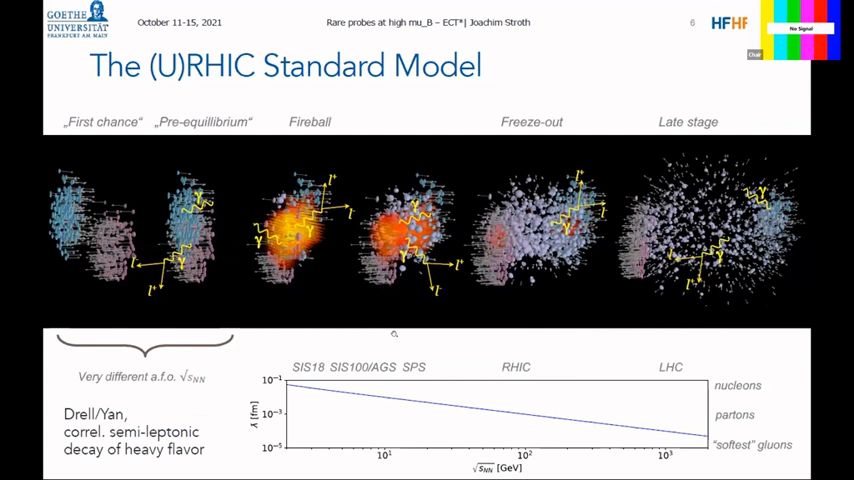 GOETHE
UNIVERSITÄT
FRANKFURT AM MAIN
October 11-15, 2021
Rare probes at high mu_B – ECT*| Joachim Stroth
6
HFHF
No Signal
Chair
The (U)RHIC Standard Model
„First chance“
„Pre-equilibrium“
Fireball
Freeze-out
Late stage
γ
l
l⁺
γ
γ
γ
l⁺
l⁻
γ
γ
l⁺
l⁻
γ
l⁺
l⁻
γ
γ
l
l⁺
Very different a.f.o. √sNN
Drell/Yan,
correl. semi-leptonic
decay of heavy flavor
SIS18 SIS100/AGS SPS RHIC LHC
10⁻¹
10⁻³
10⁻⁵
ƛ [fm]
10¹ 10² 10³
√sNN [GeV]
nucleons
partons
"softest" gluons